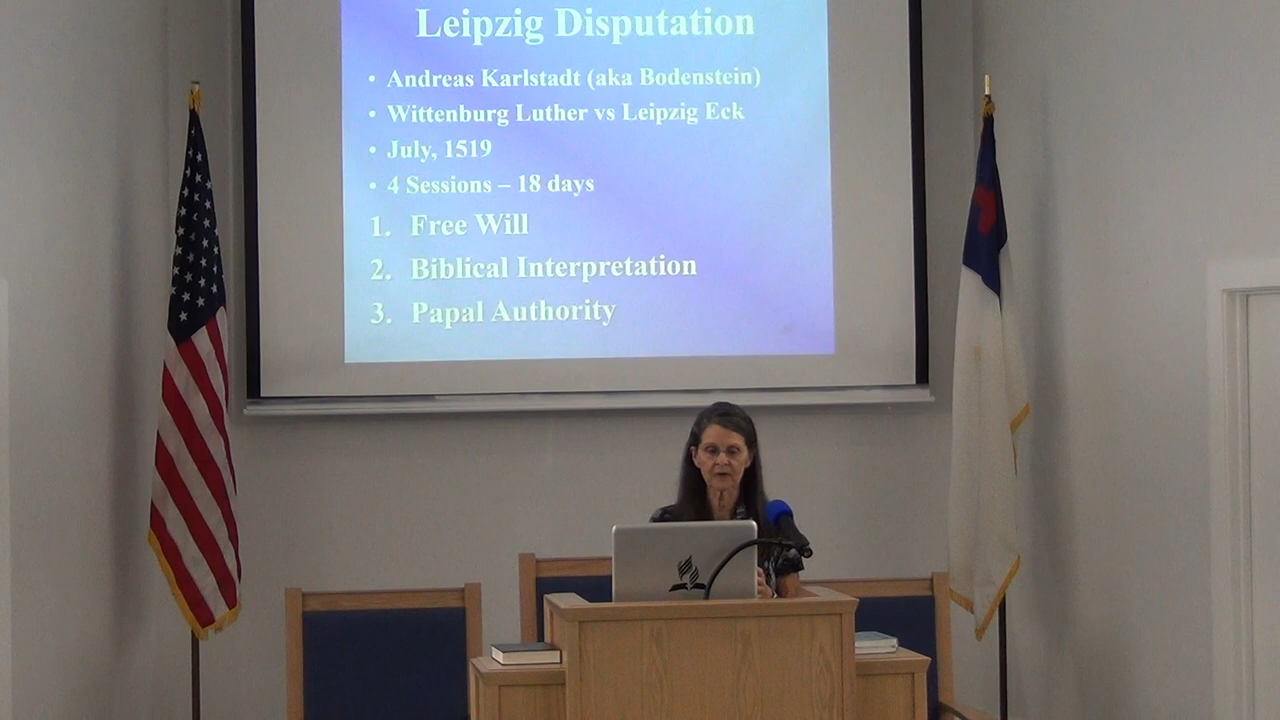 Leipzig Disputation
• Andreas Karlstadt (aka Bodenstein)
• Wittenburg Luther vs Leipzig Eck
• July, 1519
• 4 Sessions – 18 days
1. Free Will
2. Biblical Interpretation
3. Papal Authority